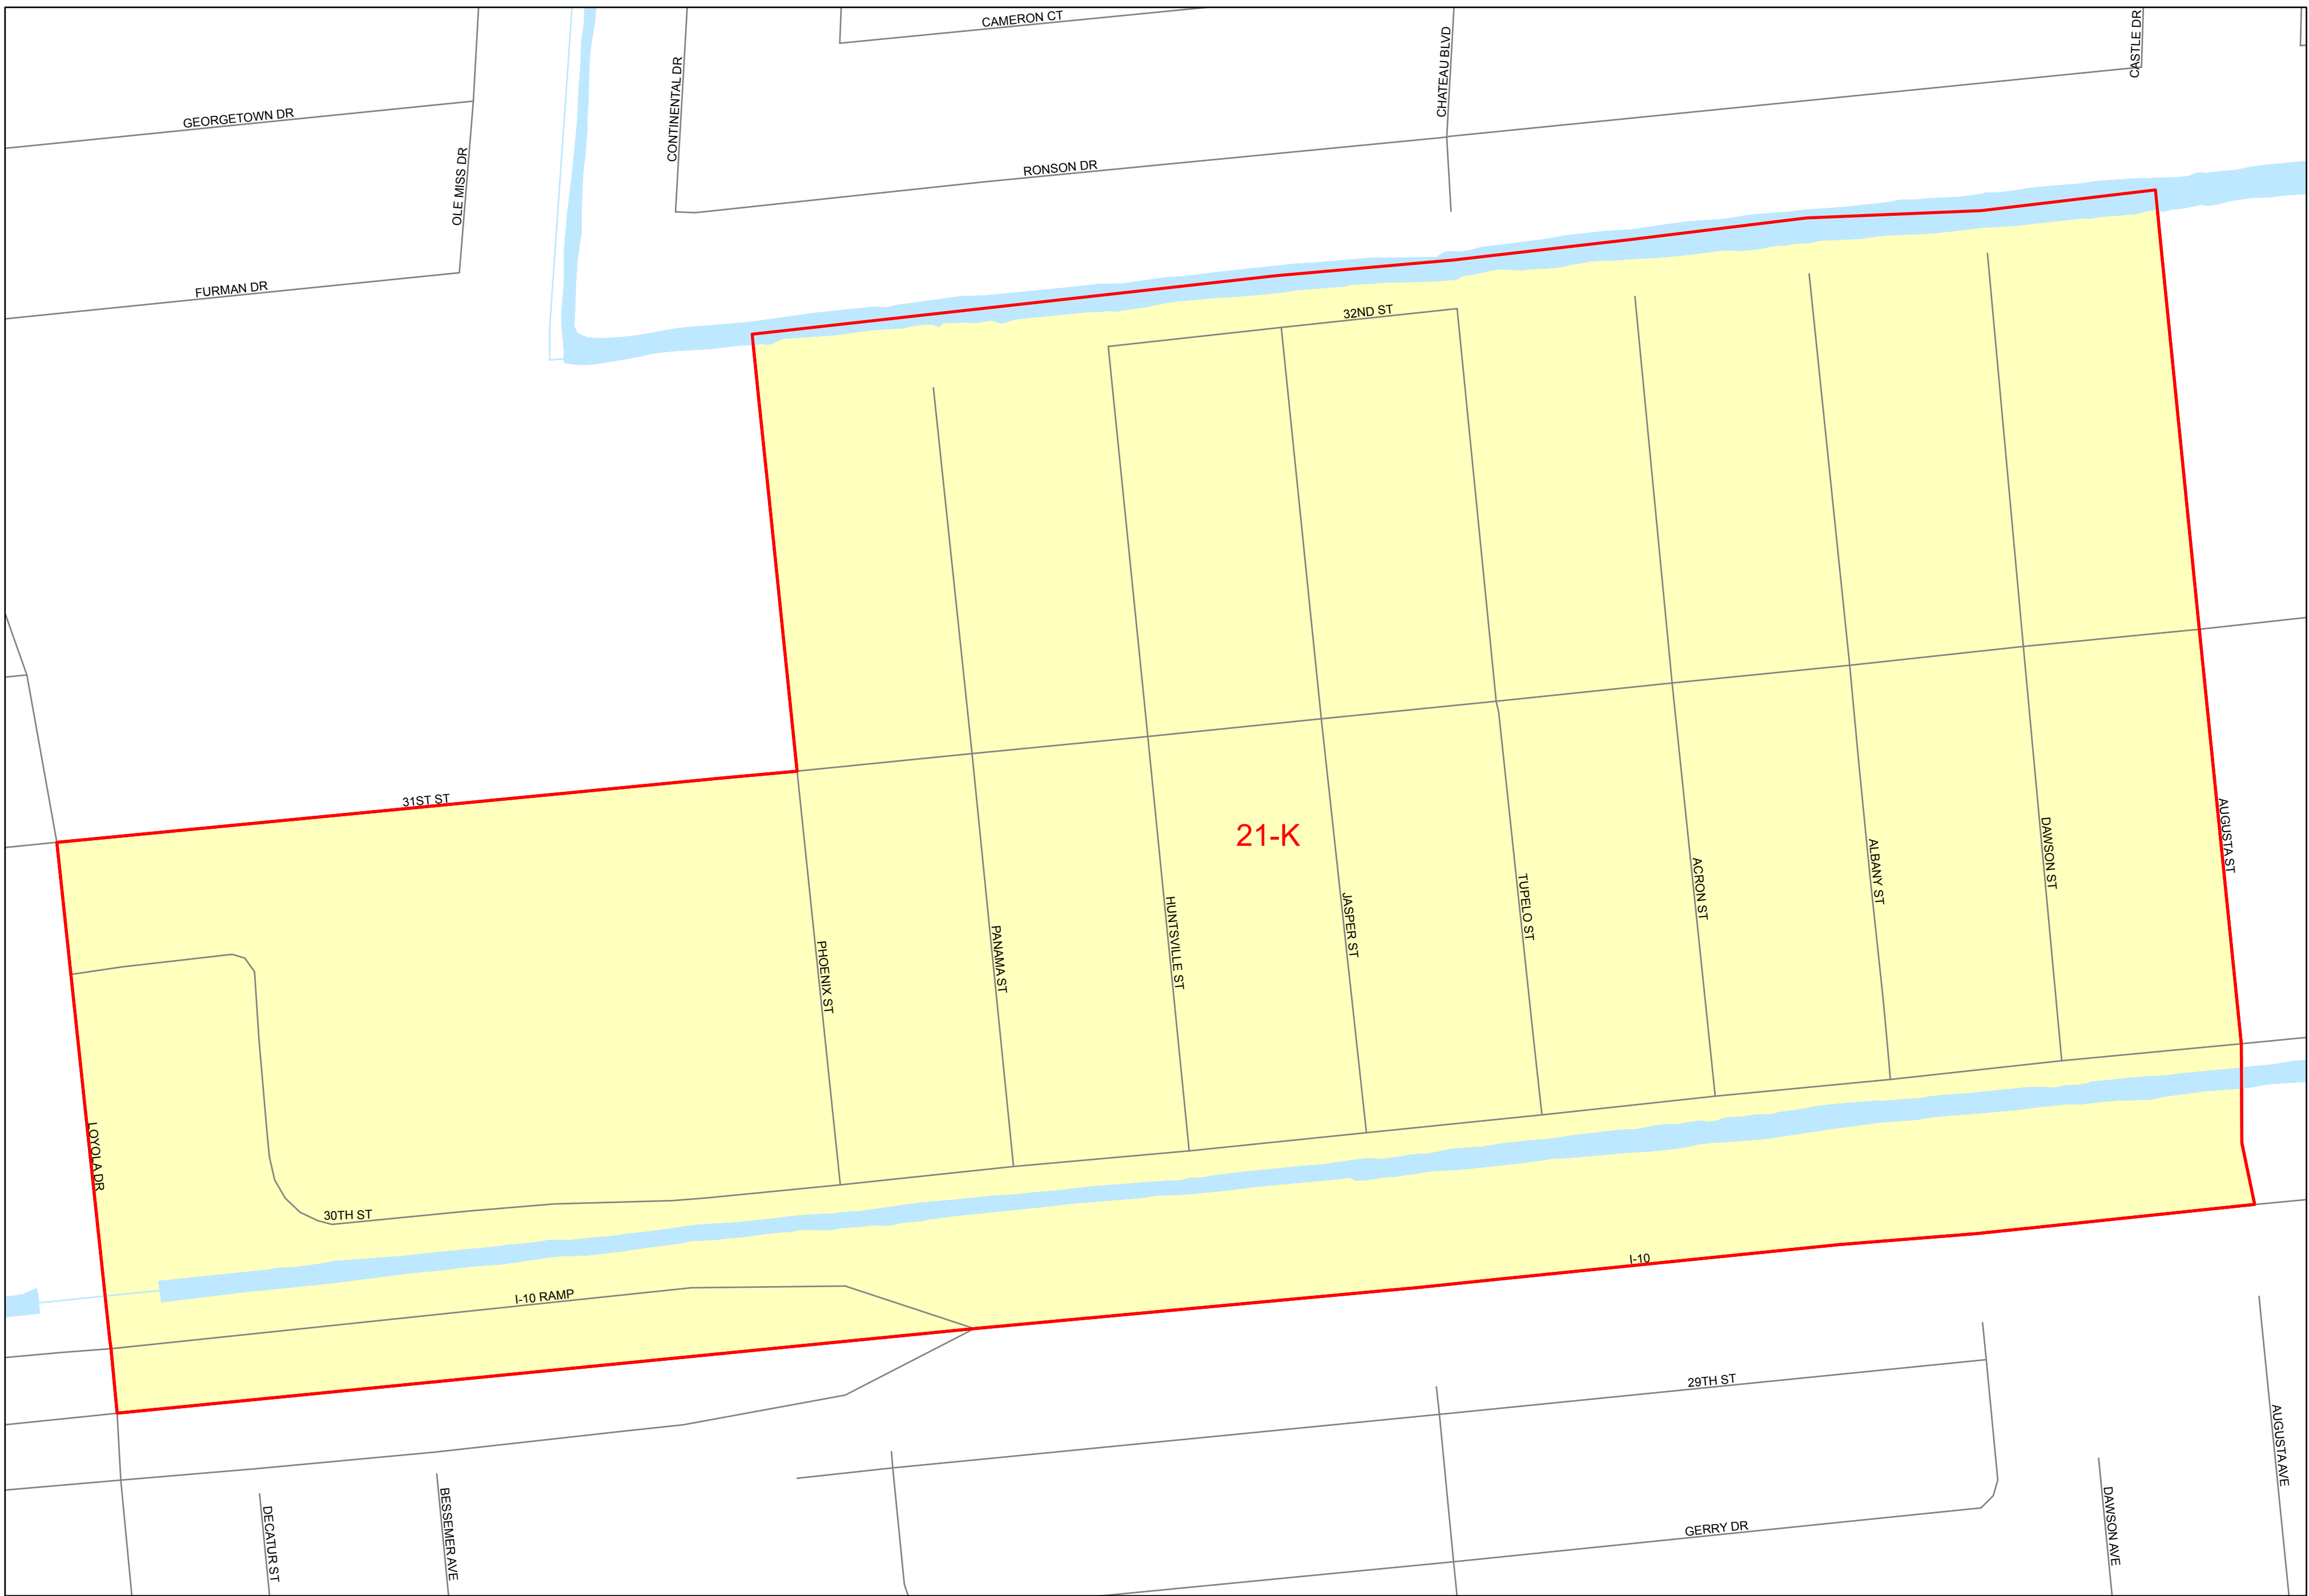 CAMERON CT
CASTLE DR
CHATEAU BLVD
CONTINENTAL DR
GEORGETOWN DR
OLE MISS DR
RONSON DR
FURMAN DR
32ND ST
31ST ST
21-K
AUGUSTA ST
DAWSON ST
ALBANY ST
ACRON ST
TUPELO ST
JASPER ST
HUNTSVILLE ST
PANAMA ST
PHOENIX ST
LOYOLA DR
30TH ST
I-10
I-10 RAMP
29TH ST
AUGUSTA AVE
DAWSON AVE
GERRY DR
BESSEMER AVE
DECATUR ST